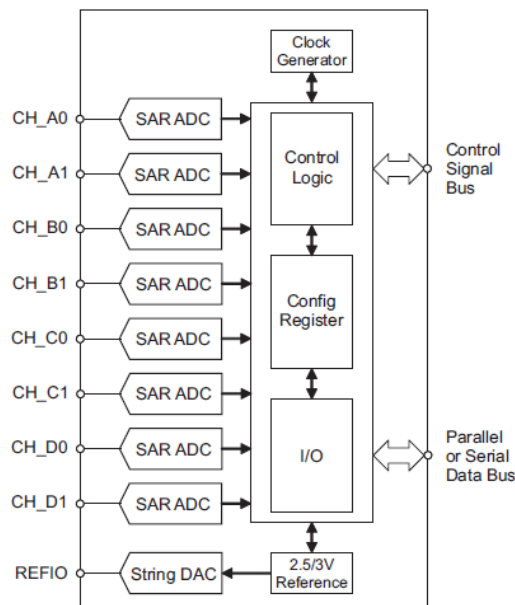 Clock
Generator
CH_A0
SAR ADC
CH_A1
SAR ADC
CH_B0
SAR ADC
CH_B1
SAR ADC
CH_C0
SAR ADC
CH_C1
SAR ADC
CH_D0
SAR ADC
CH_D1
SAR ADC
REFIO
String DAC
Control
Logic
Config
Register
I/O
2.5/3V
Reference
Control
Signal
Bus
Parallel
or Serial
Data Bus